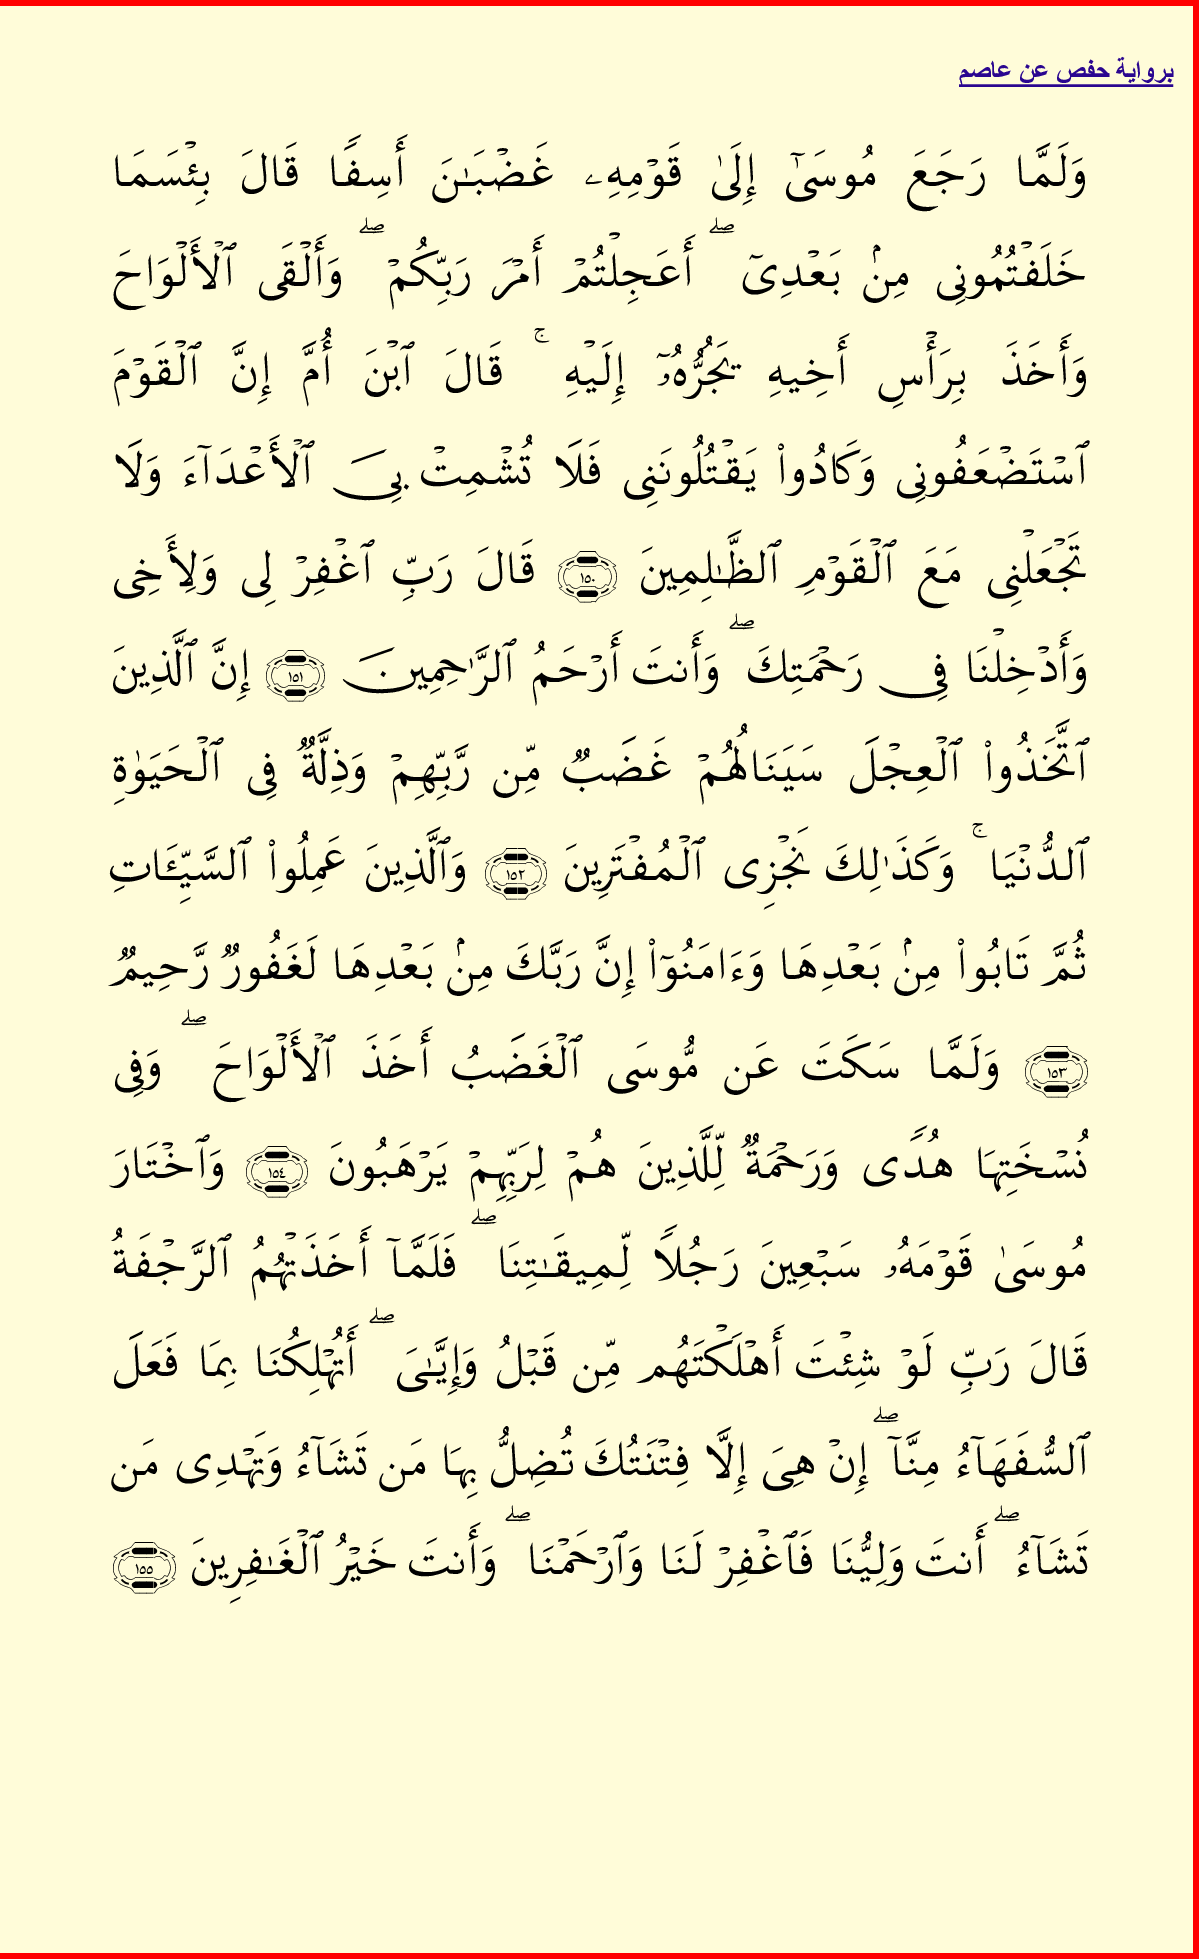 برواية حفص عن عاصم
وَلَمَّا رَجَعَ مُوسَىٰٓ إِلَىٰ قَوْمِهِۦ غَضْبَـٰنَ أَسِفًا قَالَ بِئْسَمَا
خَلَفْتُمُونِى مِنۢ بَعْدِىٓ ۖ أَعَجِلْتُمْ أَمْرَ رَبِّكُمْ ۖ وَأَلْقَى ٱلْأَلْوَاحَ
وَأَخَذَ بِرَأْسِ أَخِيهِ يَجُرُّهُۥٓ إِلَيْهِ ۚ قَالَ ٱبْنَ أُمَّ إِنَّ ٱلْقَوْمَ
ٱسْتَضْعَفُونِى وَكَادُوا۟ يَقْتُلُونَنِى فَلَا تُشْمِتْ بِىَ ٱلْأَعْدَآءَ وَلَا
تَجْعَلْنِى مَعَ ٱلْقَوْمِ ٱلظَّـٰلِمِينَ ١٥٠ قَالَ رَبِّ ٱغْفِرْ لِى وَلِأَخِى
وَأَدْخِلْنَا فِى رَحْمَتِكَ ۖ وَأَنتَ أَرْحَمُ ٱلرَّٰحِمِينَ ١٥١ إِنَّ ٱلَّذِينَ
ٱتَّخَذُوا۟ ٱلْعِجْلَ سَيَنَالُهُمْ غَضَبٌ مِّن رَّبِّهِمْ وَذِلَّةٌ فِى ٱلْحَيَوٰةِ
ٱلدُّنْيَا ۚ وَكَذَٰلِكَ نَجْزِى ٱلْمُفْتَرِينَ ١٥٢ وَٱلَّذِينَ عَمِلُوا۟ ٱلسَّيِّـَٔاتِ
ثُمَّ تَابُوا۟ مِنۢ بَعْدِهَا وَءَامَنُوٓا۟ إِنَّ رَبَّكَ مِنۢ بَعْدِهَا لَغَفُورٌ رَّحِيمٌ
١٥٣ وَلَمَّا سَكَتَ عَن مُّوسَى ٱلْغَضَبُ أَخَذَ ٱلْأَلْوَاحَ ۖ وَفِى
نُسْخَتِهَا هُدًى وَرَحْمَةٌ لِّلَّذِينَ هُمْ لِرَبِّهِمْ يَرْهَبُونَ ١٥٤ وَٱخْتَارَ
مُوسَىٰ قَوْمَهُۥ سَبْعِينَ رَجُلًا لِّمِيقَـٰتِنَا ۖ فَلَمَّآ أَخَذَتْهُمُ ٱلرَّجْفَةُ
قَالَ رَبِّ لَوْ شِئْتَ أَهْلَكْتَهُم مِّن قَبْلُ وَإِيَّـٰىَ ۖ أَتُهْلِكُنَا بِمَا فَعَلَ
ٱلسُّفَهَآءُ مِنَّآ ۖ إِنْ هِىَ إِلَّا فِتْنَتُكَ تُضِلُّ بِهَا مَن تَشَآءُ وَتَهْدِى مَن
تَشَآءُ ۖ أَنتَ وَلِيُّنَا فَٱغْفِرْ لَنَا وَٱرْحَمْنَا ۖ وَأَنتَ خَيْرُ ٱلْغَـٰفِرِينَ ١٥٥